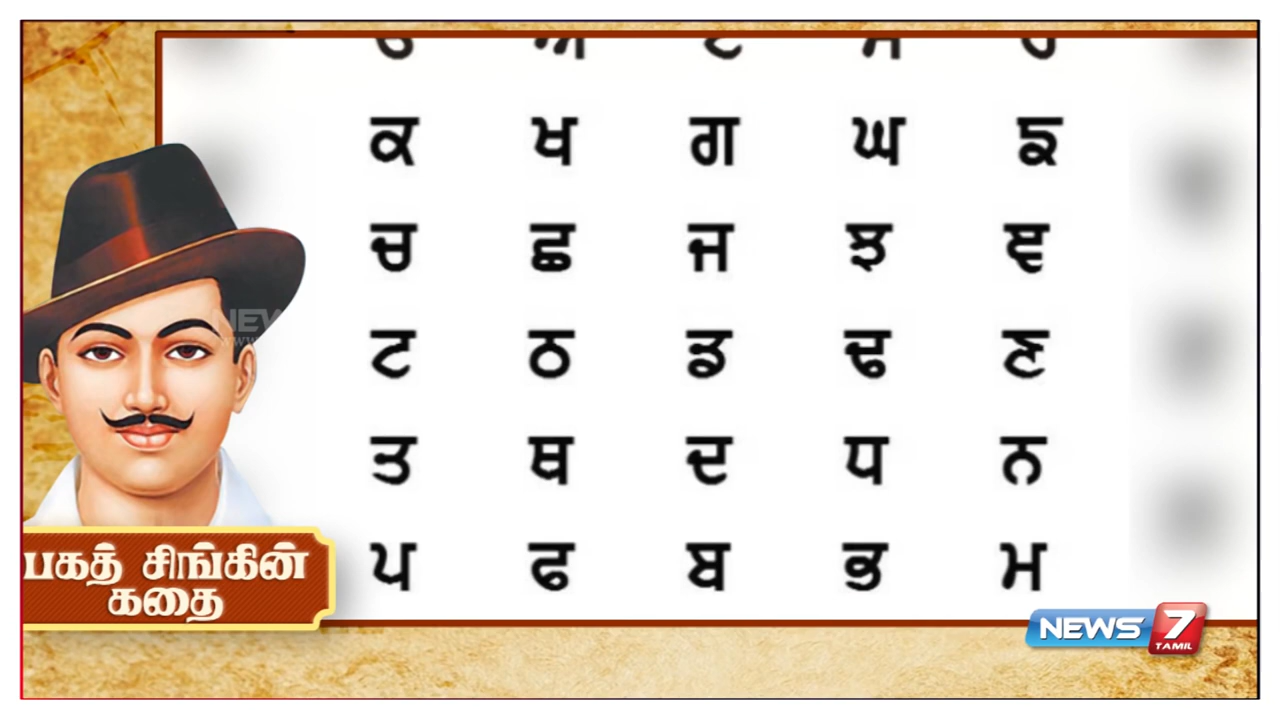 ੳ ਅ ੲ ਸ ਹ
ਕ ਖ ਗ ਘ ਙ
ਚ ਛ ਜ ਝ ਞ
ਟ ਠ ਡ ਢ ਣ
ਤ ਥ ਦ ਧ ਨ
ਪ ਫ ਬ ਭ ਮ
பகத் சிங்கின்
கதை
NEWS 7
TAMIL